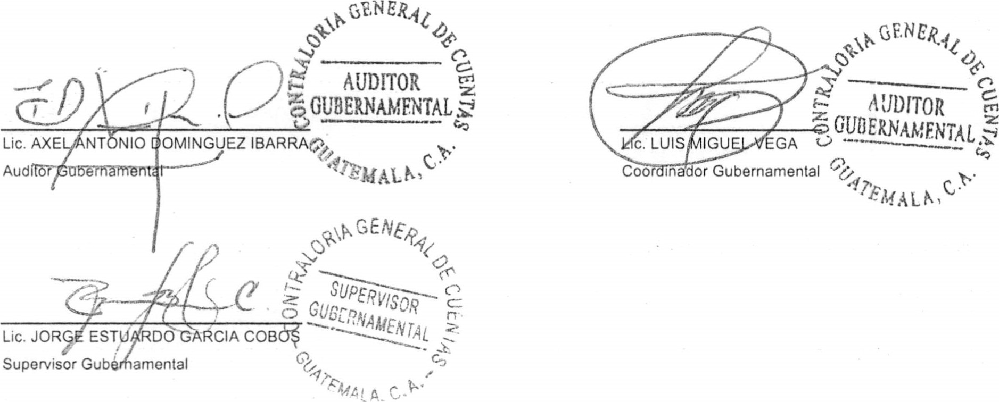 CONTRALORIA GENERAL DE CUENTAS
AUDITOR
GUBERNAMENTAL
GUATEMALA, C.A.
Lic. AXEL ANTONIO DOMINGUEZ IBARRA
Auditor Gubernamental
CONTRALORIA GENERAL DE CUENTAS
AUDITOR
GUBERNAMENTAL
GUATEMALA, C.A.
Lic. LUIS MIGUEL VEGA
Coordinador Gubernamental
CONTRALORIA GENERAL DE CUENTAS
SUPERVISOR
GUBERNAMENTAL
- GUATEMALA, C.A. -
Lic. JORGE ESTUARDO GARCIA COBOS
Supervisor Gubernamental